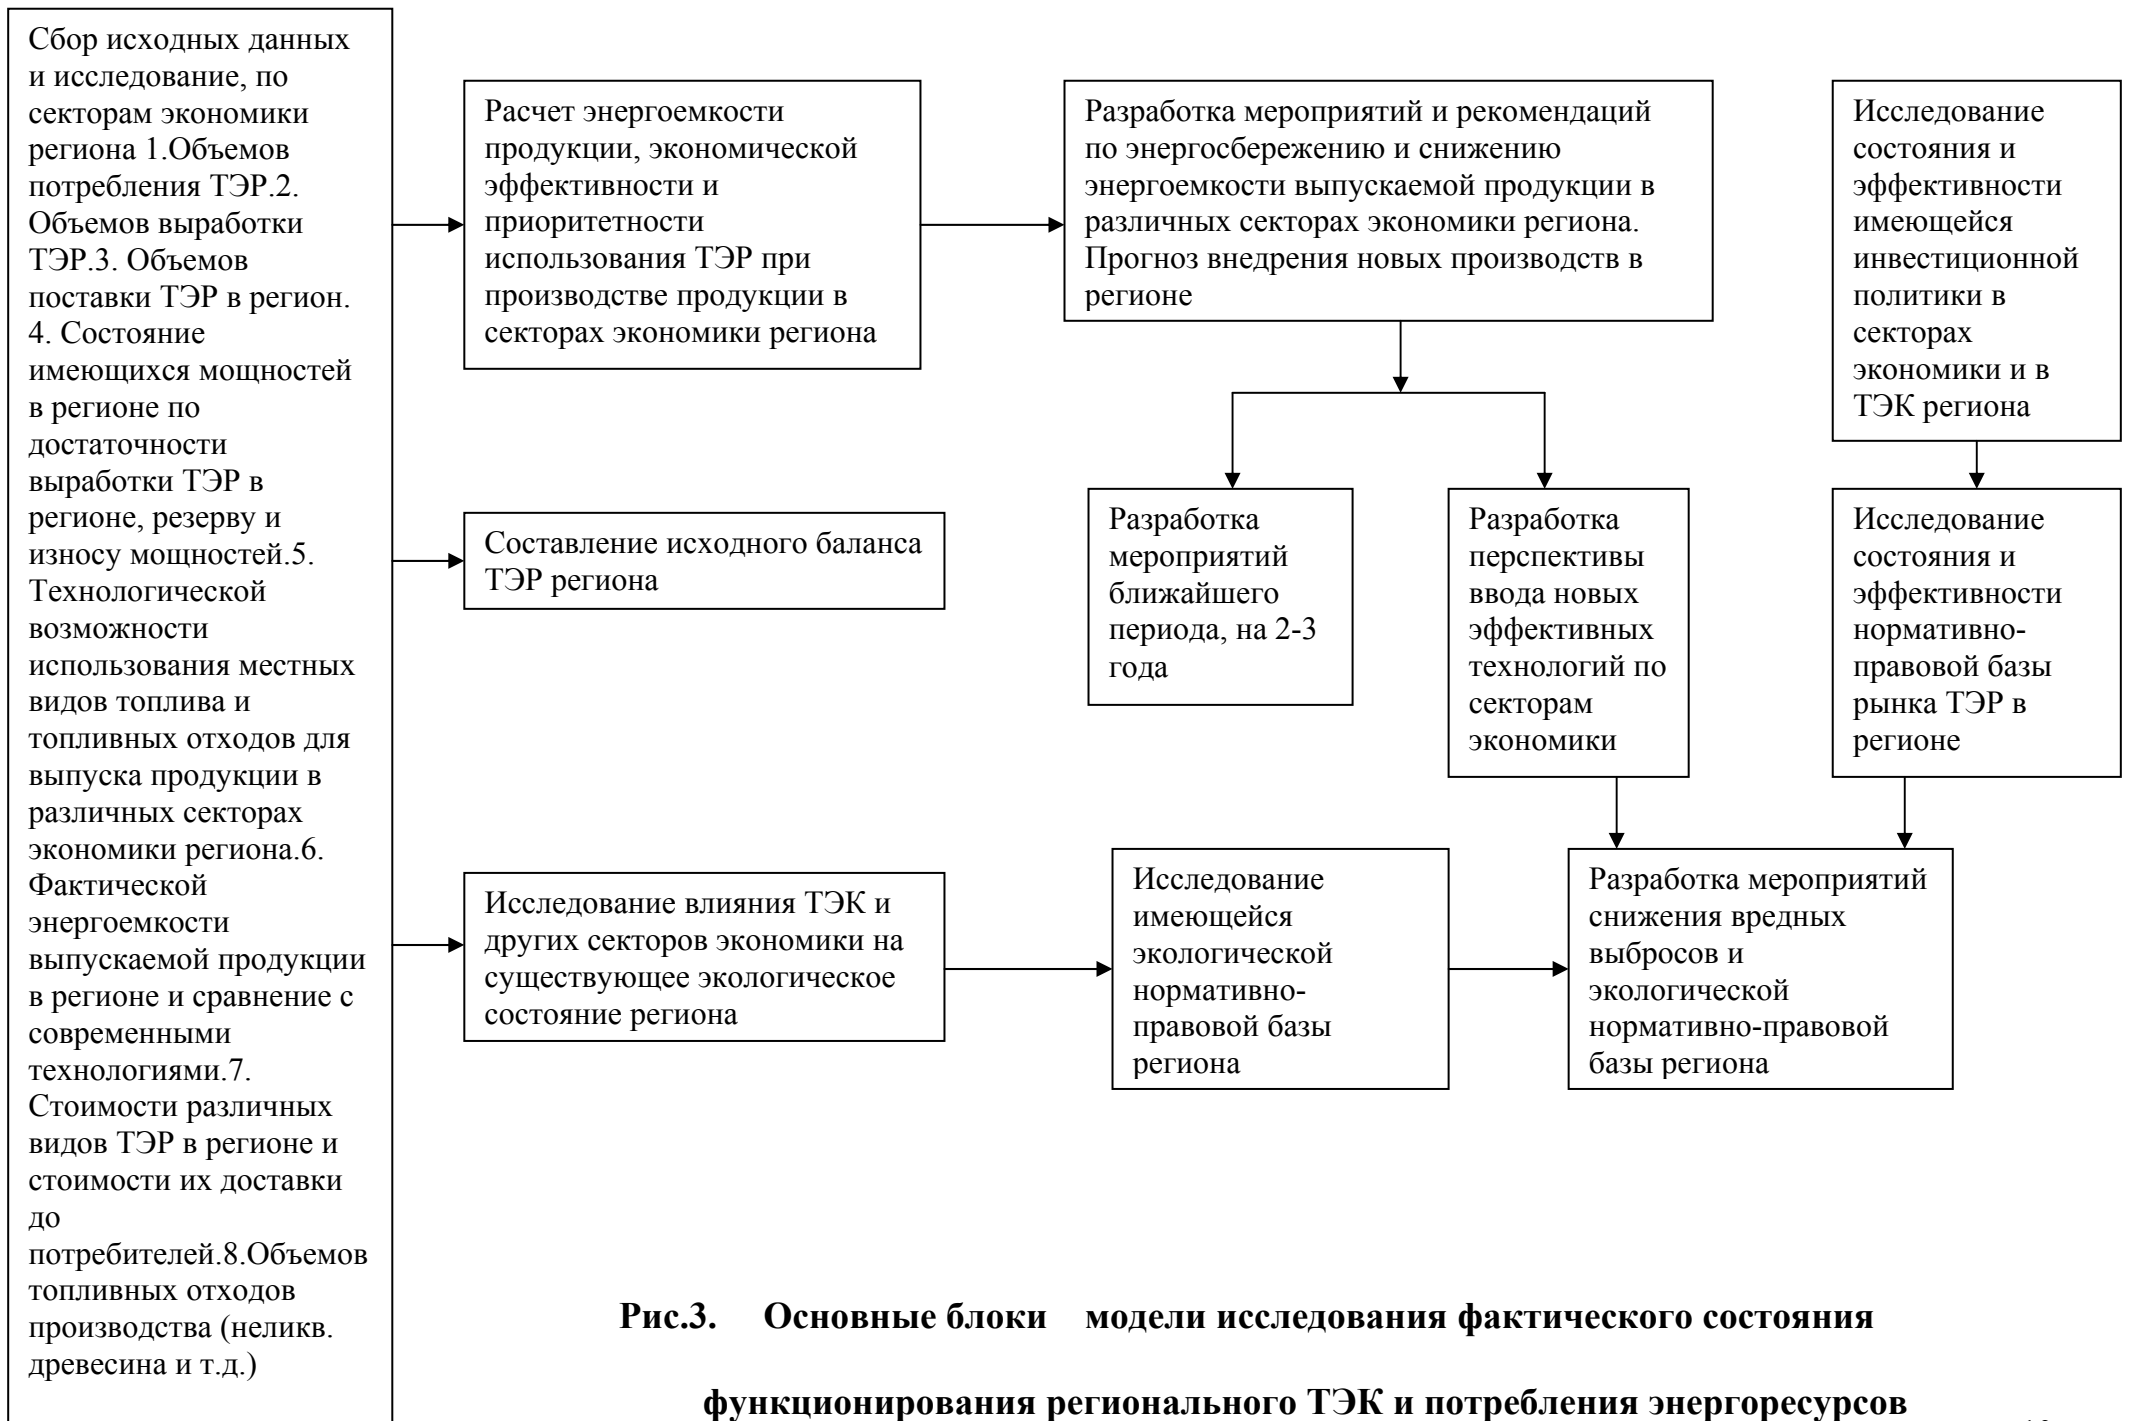 Сбор исходных данных
и исследование, по
секторам экономики
региона 1.Объемов
потребления ТЭР.2.
Объемов выработки
ТЭР.3. Объемов
поставки ТЭР в регион.
4. Состояние
имеющихся мощностей
в регионе по
достаточности
выработки ТЭР в
регионе, резерву и
износу мощностей.5.
Технологической
возможности
использования местных
видов топлива и
топливных отходов для
выпуска продукции в
различных секторах
экономики региона.6.
Фактической
энергоемкости
выпускаемой продукции
в регионе и сравнение с
современными
технологиями.7.
Стоимости различных
видов ТЭР в регионе и
стоимости их доставки
до
потребителей.8.Объемов
топливных отходов
производства (неликв.
древесина и т.д.)
Расчет энергоемкости
продукции, экономической
эффективности и
приоритетности
использования ТЭР при
производстве продукции в
секторах экономики региона
Разработка мероприятий и рекомендаций
по энергосбережению и снижению
энергоемкости выпускаемой продукции в
различных секторах экономики региона.
Прогноз внедрения новых производств в
регионе
Исследование
состояния и
эффективности
имеющейся
инвестиционной
политики в
секторах
экономики и в
ТЭК региона
Составление исходного баланса
ТЭР региона
Разработка
мероприятий
ближайшего
периода, на 2-3
года
Разработка
перспективы
ввода новых
эффективных
технологий по
секторам
экономики
Исследование
состояния и
эффективности
нормативно-
правовой базы
рынка ТЭР в
регионе
Исследование влияния ТЭК и
других секторов экономики на
существующее экологическое
состояние региона
Исследование
имеющейся
экологической
нормативно-
правовой базы
региона
Разработка мероприятий
снижения вредных
выбросов и
экологической
нормативно-правовой
базы региона
Рис.3. Основные блоки модели исследования фактического состояния
функционирования регионального ТЭК и потребления энергоресурсов